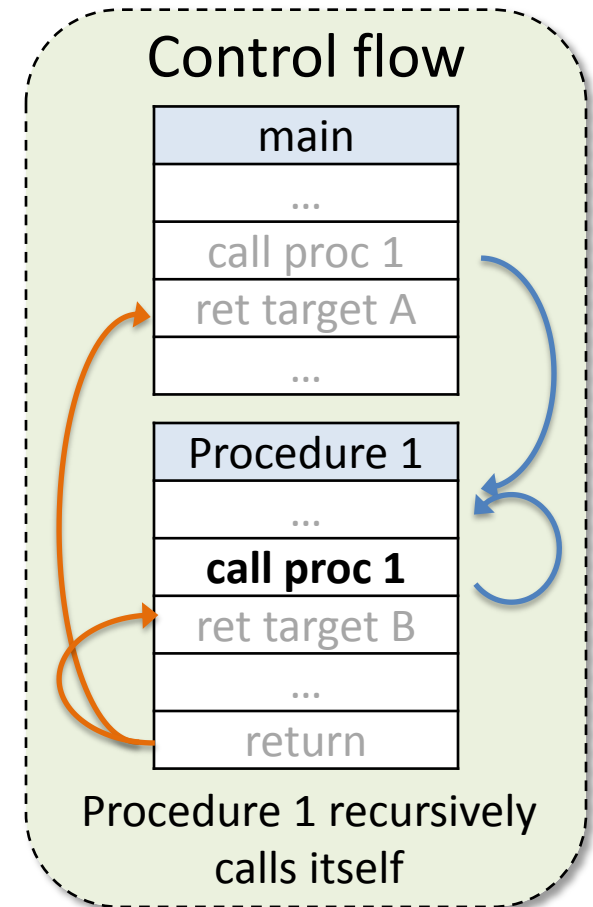 Control flow
main
...
call proc 1
ret target A
...
Procedure 1
...
call proc 1
ret target B
...
return
Procedure 1 recursively
calls itself